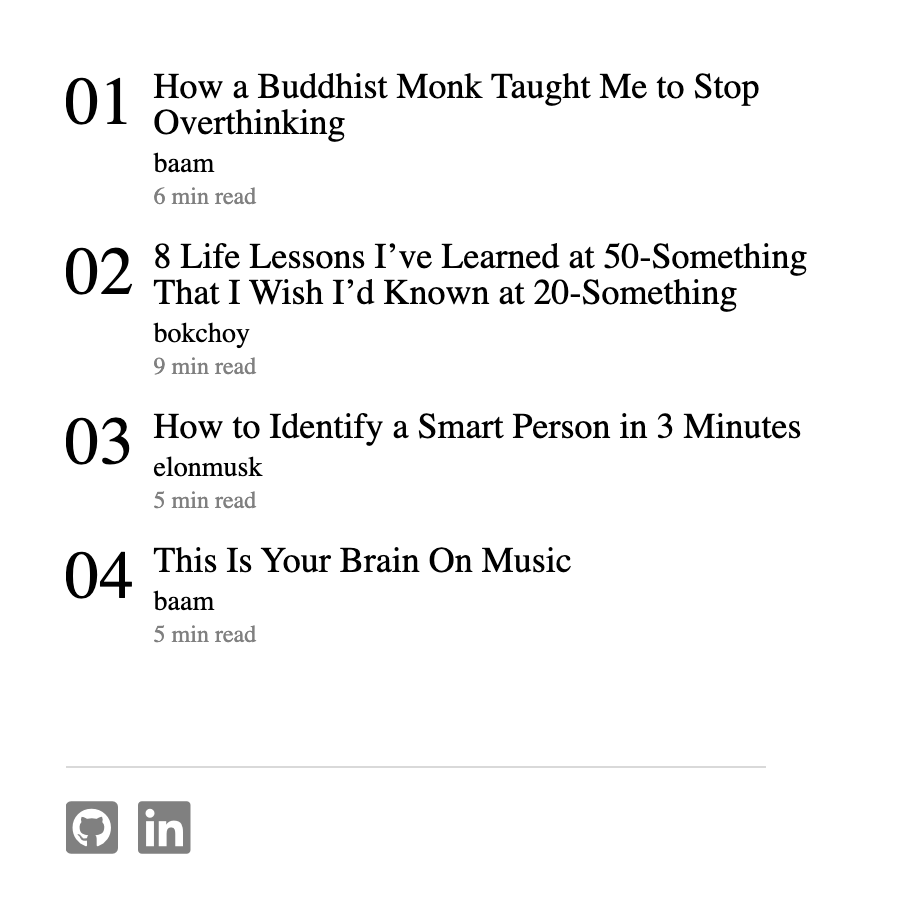 01
How a Buddhist Monk Taught Me to Stop
Overthinking
baam
6 min read
02
8 Life Lessons I’ve Learned at 50-Something
That I Wish I’d Known at 20-Something
bokchoy
9 min read
03
How to Identify a Smart Person in 3 Minutes
elonmusk
5 min read
04
This Is Your Brain On Music
baam
5 min read
in